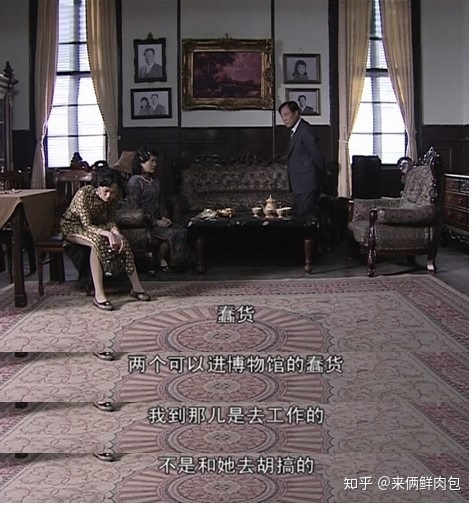 蠢货
两个可以进博物馆的蠢货
我到那儿是去工作的
不是和她去胡搞的
知乎 @来俩鲜肉包